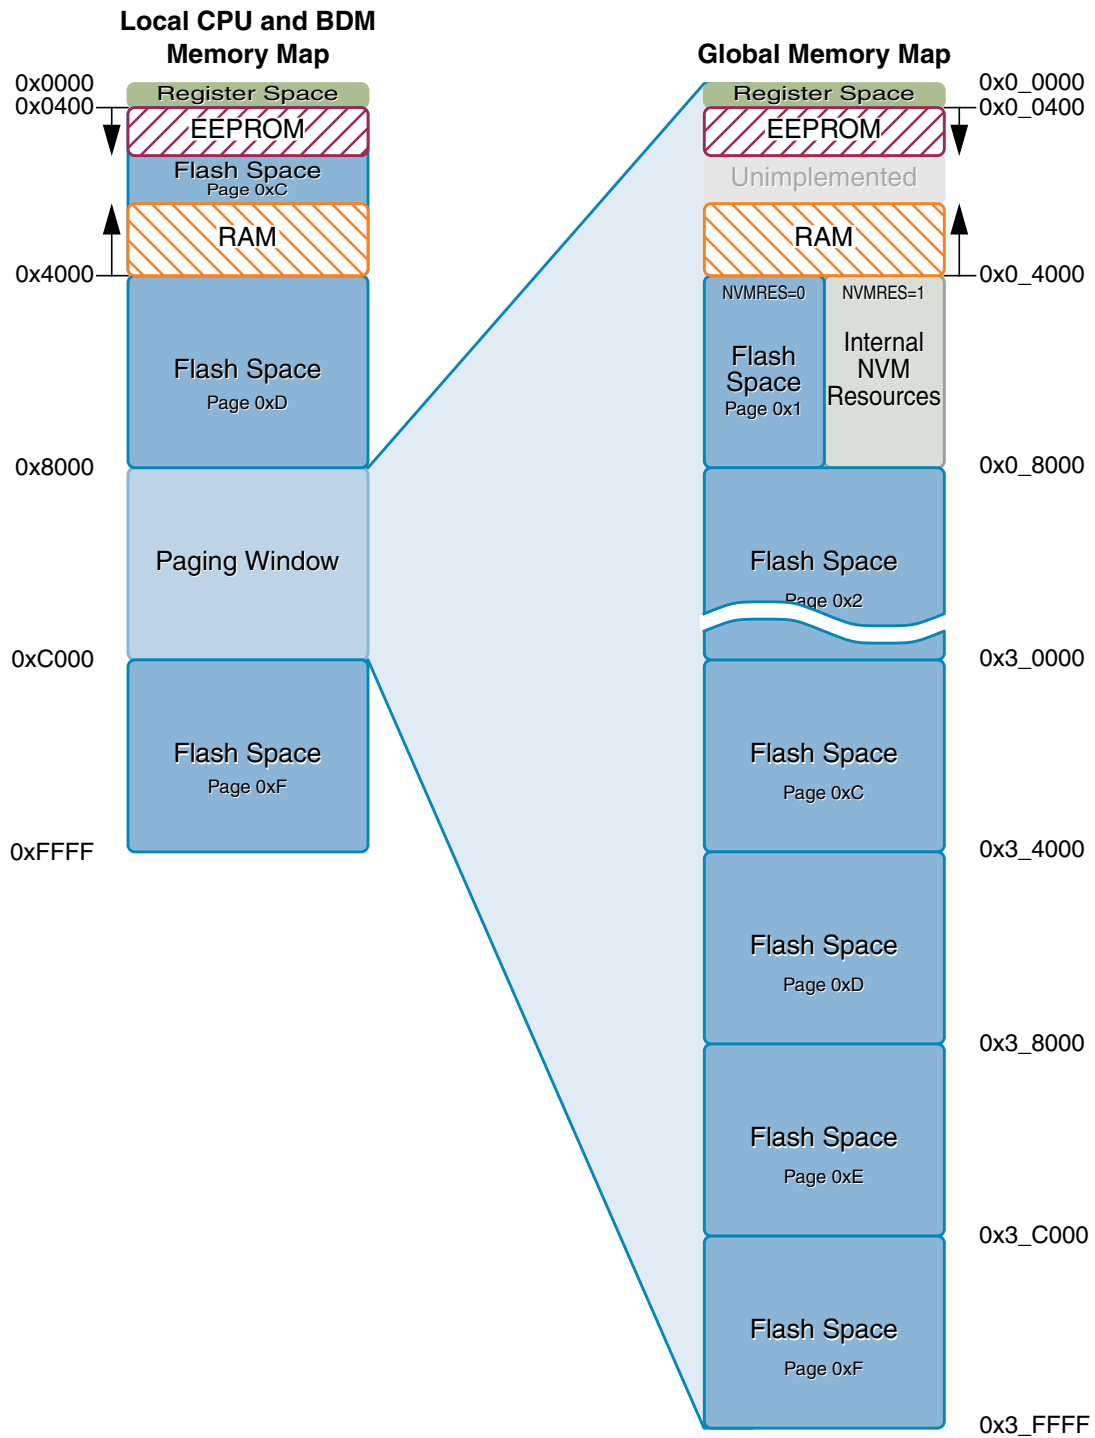 Local CPU and BDM
Memory Map
0x0000
0x0400
Register Space
EEPROM
Flash Space
Page 0xC
RAM
0x4000
Flash Space
Page 0xD
0x8000
Paging Window
0xC000
Flash Space
Page 0xF
0xFFFF
Global Memory Map
0x0_0000
0x0_0400
Register Space
EEPROM
Unimplemented
RAM
0x0_4000
NVMRES=0
Flash
Space
Page 0x1
NVMRES=1
Internal
NVM
Resources
0x0_8000
Flash Space
Page 0x2
0x3_0000
Flash Space
Page 0xC
0x3_4000
Flash Space
Page 0xD
0x3_8000
Flash Space
Page 0xE
0x3_C000
Flash Space
Page 0xF
0x3_FFFF